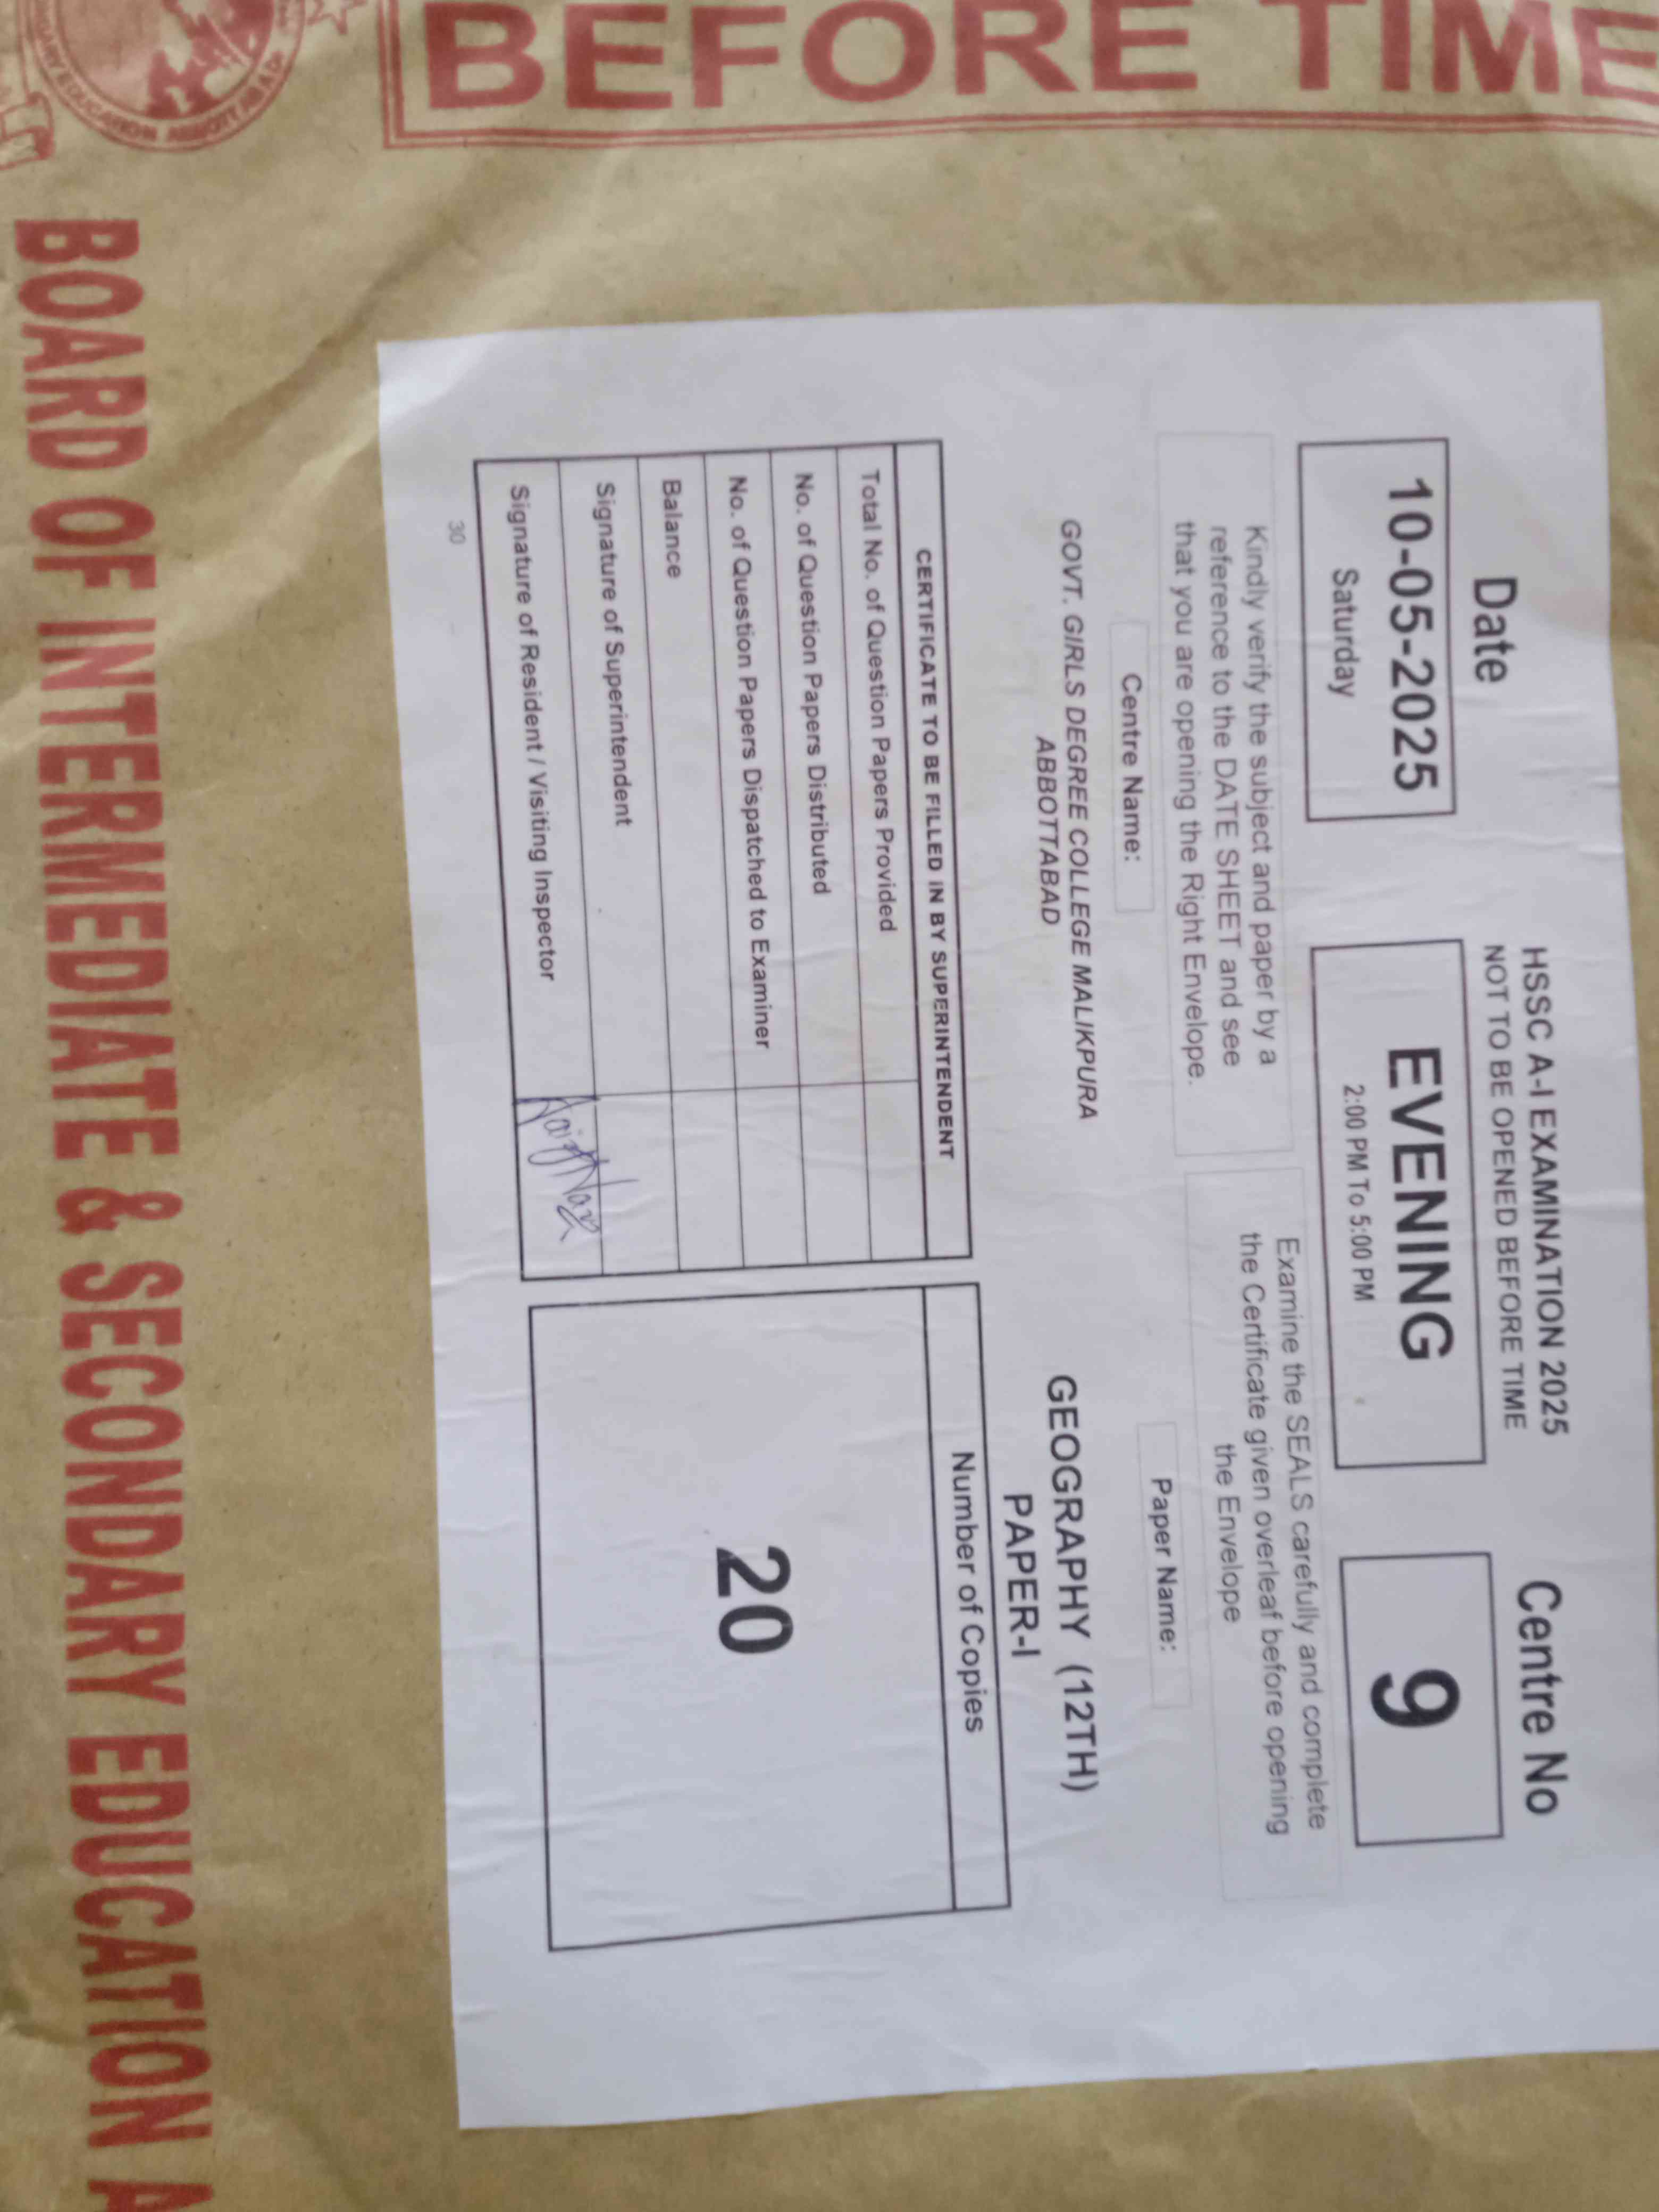 BEFORE TIME
Date
10-05-2025
Saturday
HSSC A-I EXAMINATION 2025
NOT TO BE OPENED BEFORE TIME
EVENING
2:00 PM To 5:00 PM
Centre No
9
Kindly verify the subject and paper by a
reference to the DATE SHEET and see
that you are opening the Right Envelope.
Examine the SEALS carefully and complete
the Certificate given overleaf before opening
the Envelope
Centre Name:
GOVT. GIRLS DEGREE COLLEGE MALIKPURA
ABBOTTABAD
Paper Name:
GEOGRAPHY (12TH)
PAPER-I
CERTIFICATE TO BE FILLED IN BY SUPERINTENDENT
Total No. of Question Papers Provided
No. of Question Papers Distributed
No. of Question Papers Dispatched to Examiner
Balance
Signature of Superintendent
Signature of Resident / Visiting Inspector
Number of Copies
20
30
BOARD OF INTERMEDIATE & SECONDARY EDUCATION A